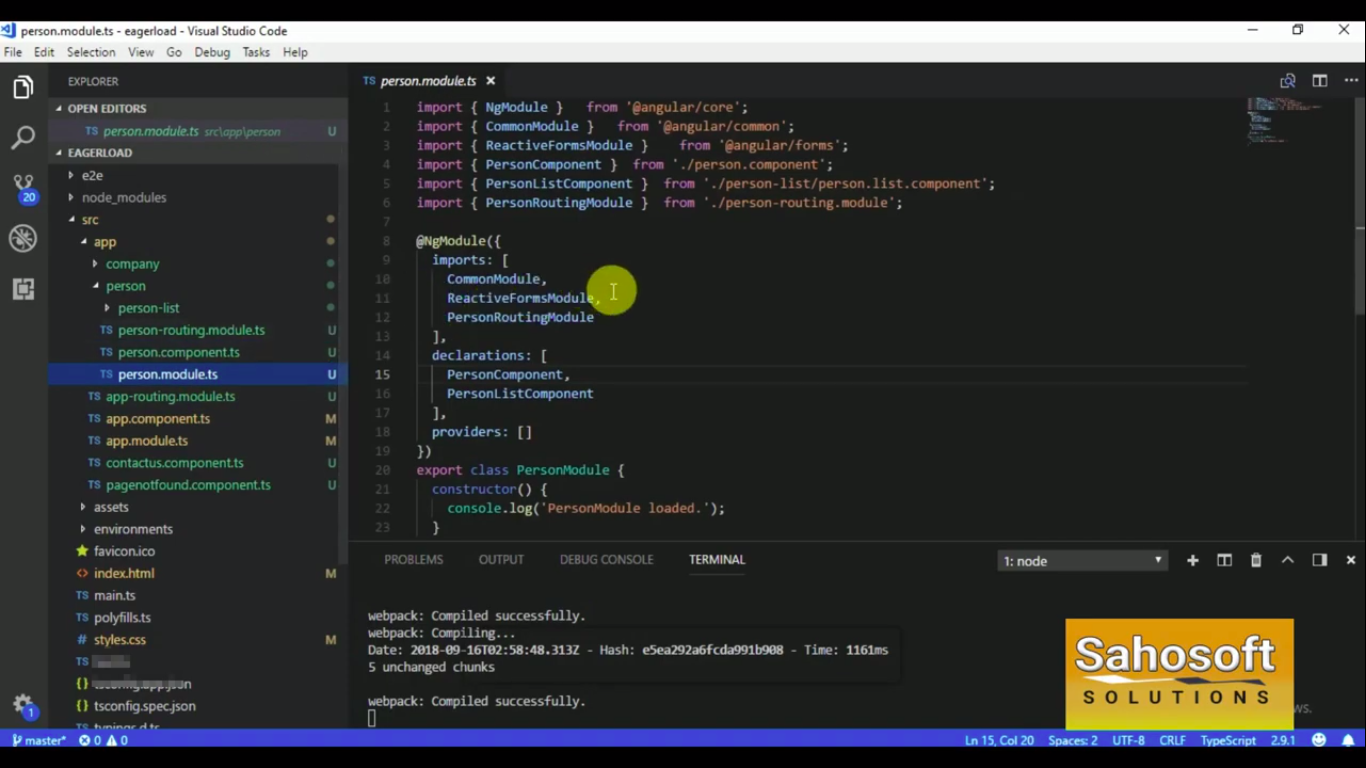 person.module.ts - eagerload - Visual Studio Code
File Edit Selection View Go Debug Tasks Help
EXPLORER
OPEN EDITORS
TS person.module.ts src\app\person U
EAGERLOAD
e2e
node_modules
src
app
company
person
person-list
TS person-routing.module.ts U
TS person.component.ts U
TS person.module.ts U
TS app-routing.module.ts U
TS app.component.ts M
TS app.module.ts M
TS contactus.component.ts U
TS pagenotfound.component.ts U
assets
environments
favicon.ico
<> index.html M
TS main.ts
TS polyfills.ts
# styles.css M
TS
{ } tsconfig.app.json
{ } tsconfig.spec.json
typings.d.ts
20
1
TS person.module.ts
1 import { NgModule } from '@angular/core';
2 import { CommonModule } from '@angular/common';
3 import { ReactiveFormsModule } from '@angular/forms';
4 import { PersonComponent } from './person.component';
5 import { PersonListComponent } from './person-list/person.list.component';
6 import { PersonRoutingModule } from './person-routing.module';
7
8 @NgModule({
9 imports: [
10 CommonModule,
11 ReactiveFormsModule,
12 PersonRoutingModule
13 ],
14 declarations: [
15 PersonComponent,
16 PersonListComponent
17 ],
18 providers: []
19 })
20 export class PersonModule {
21 constructor() {
22 console.log('PersonModule loaded.');
23 }
PROBLEMS OUTPUT DEBUG CONSOLE TERMINAL 1: node
webpack: Compiled successfully.
webpack: Compiling...
Date: 2018-09-16T02:58:48.313Z - Hash: e5ea292a6fcda991b908 - Time: 1161ms
5 unchanged chunks
webpack: Compiled successfully.
Sahosoft
SOLUTIONS
master* 0 0 Ln 15, Col 20 Spaces: 2 UTF-8 CRLF TypeScript 2.9.1